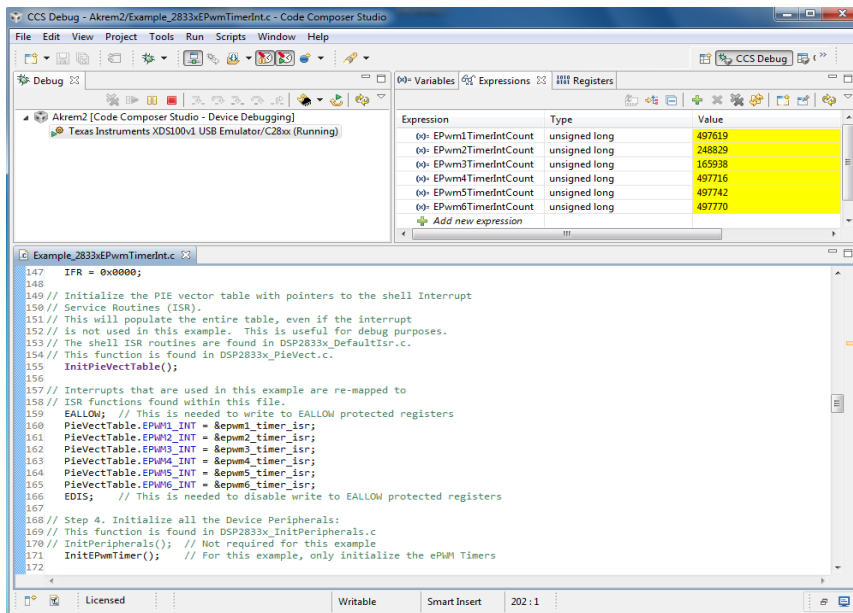 CCS Debug - Akrem2/Example_2833xEPwmTimerInt.c - Code Composer Studio
File Edit View Project Tools Run Scripts Window Help
CCS Debug
Debug
Akrem2 [Code Composer Studio - Device Debugging]
Texas Instruments XDS100v1 USB Emulator/C28xx (Running)
(x)= Variables Expressions 1010 0101 Registers
Expression Type Value
(x)= EPwm1TimerIntCount unsigned long 497619
(x)= EPwm2TimerIntCount unsigned long 248829
(x)= EPwm3TimerIntCount unsigned long 165938
(x)= EPwm4TimerIntCount unsigned long 497716
(x)= EPwm5TimerIntCount unsigned long 497742
(x)= EPwm6TimerIntCount unsigned long 497770
Add new expression
Example_2833xEPwmTimerInt.c
147 IFR = 0x0000;
148
149 // Initialize the PIE vector table with pointers to the shell Interrupt
150 // Service Routines (ISR).
151 // This will populate the entire table, even if the interrupt
152 // is not used in this example.  This is useful for debug purposes.
153 // The shell ISR routines are found in DSP2833x_DefaultIsr.c.
154 // This function is found in DSP2833x_PieVect.c.
155 InitPieVectTable();
156
157 // Interrupts that are used in this example are re-mapped to
158 // ISR functions found within this file.
159 EALLOW;  // This is needed to write to EALLOW protected registers
160 PieVectTable.EPWM1_INT = &epwm1_timer_isr;
161 PieVectTable.EPWM2_INT = &epwm2_timer_isr;
162 PieVectTable.EPWM3_INT = &epwm3_timer_isr;
163 PieVectTable.EPWM4_INT = &epwm4_timer_isr;
164 PieVectTable.EPWM5_INT = &epwm5_timer_isr;
165 PieVectTable.EPWM6_INT = &epwm6_timer_isr;
166 EDIS;    // This is needed to disable write to EALLOW protected registers
167
168 // Step 4. Initialize all the Device Peripherals:
169 // This function is found in DSP2833x_InitPeripherals.c
170 // InitPeripherals();  // Not required for this example
171 InitEPwmTimer();    // For this example, only initialize the ePWM Timers
172
Licensed Writable Smart Insert 202 : 1